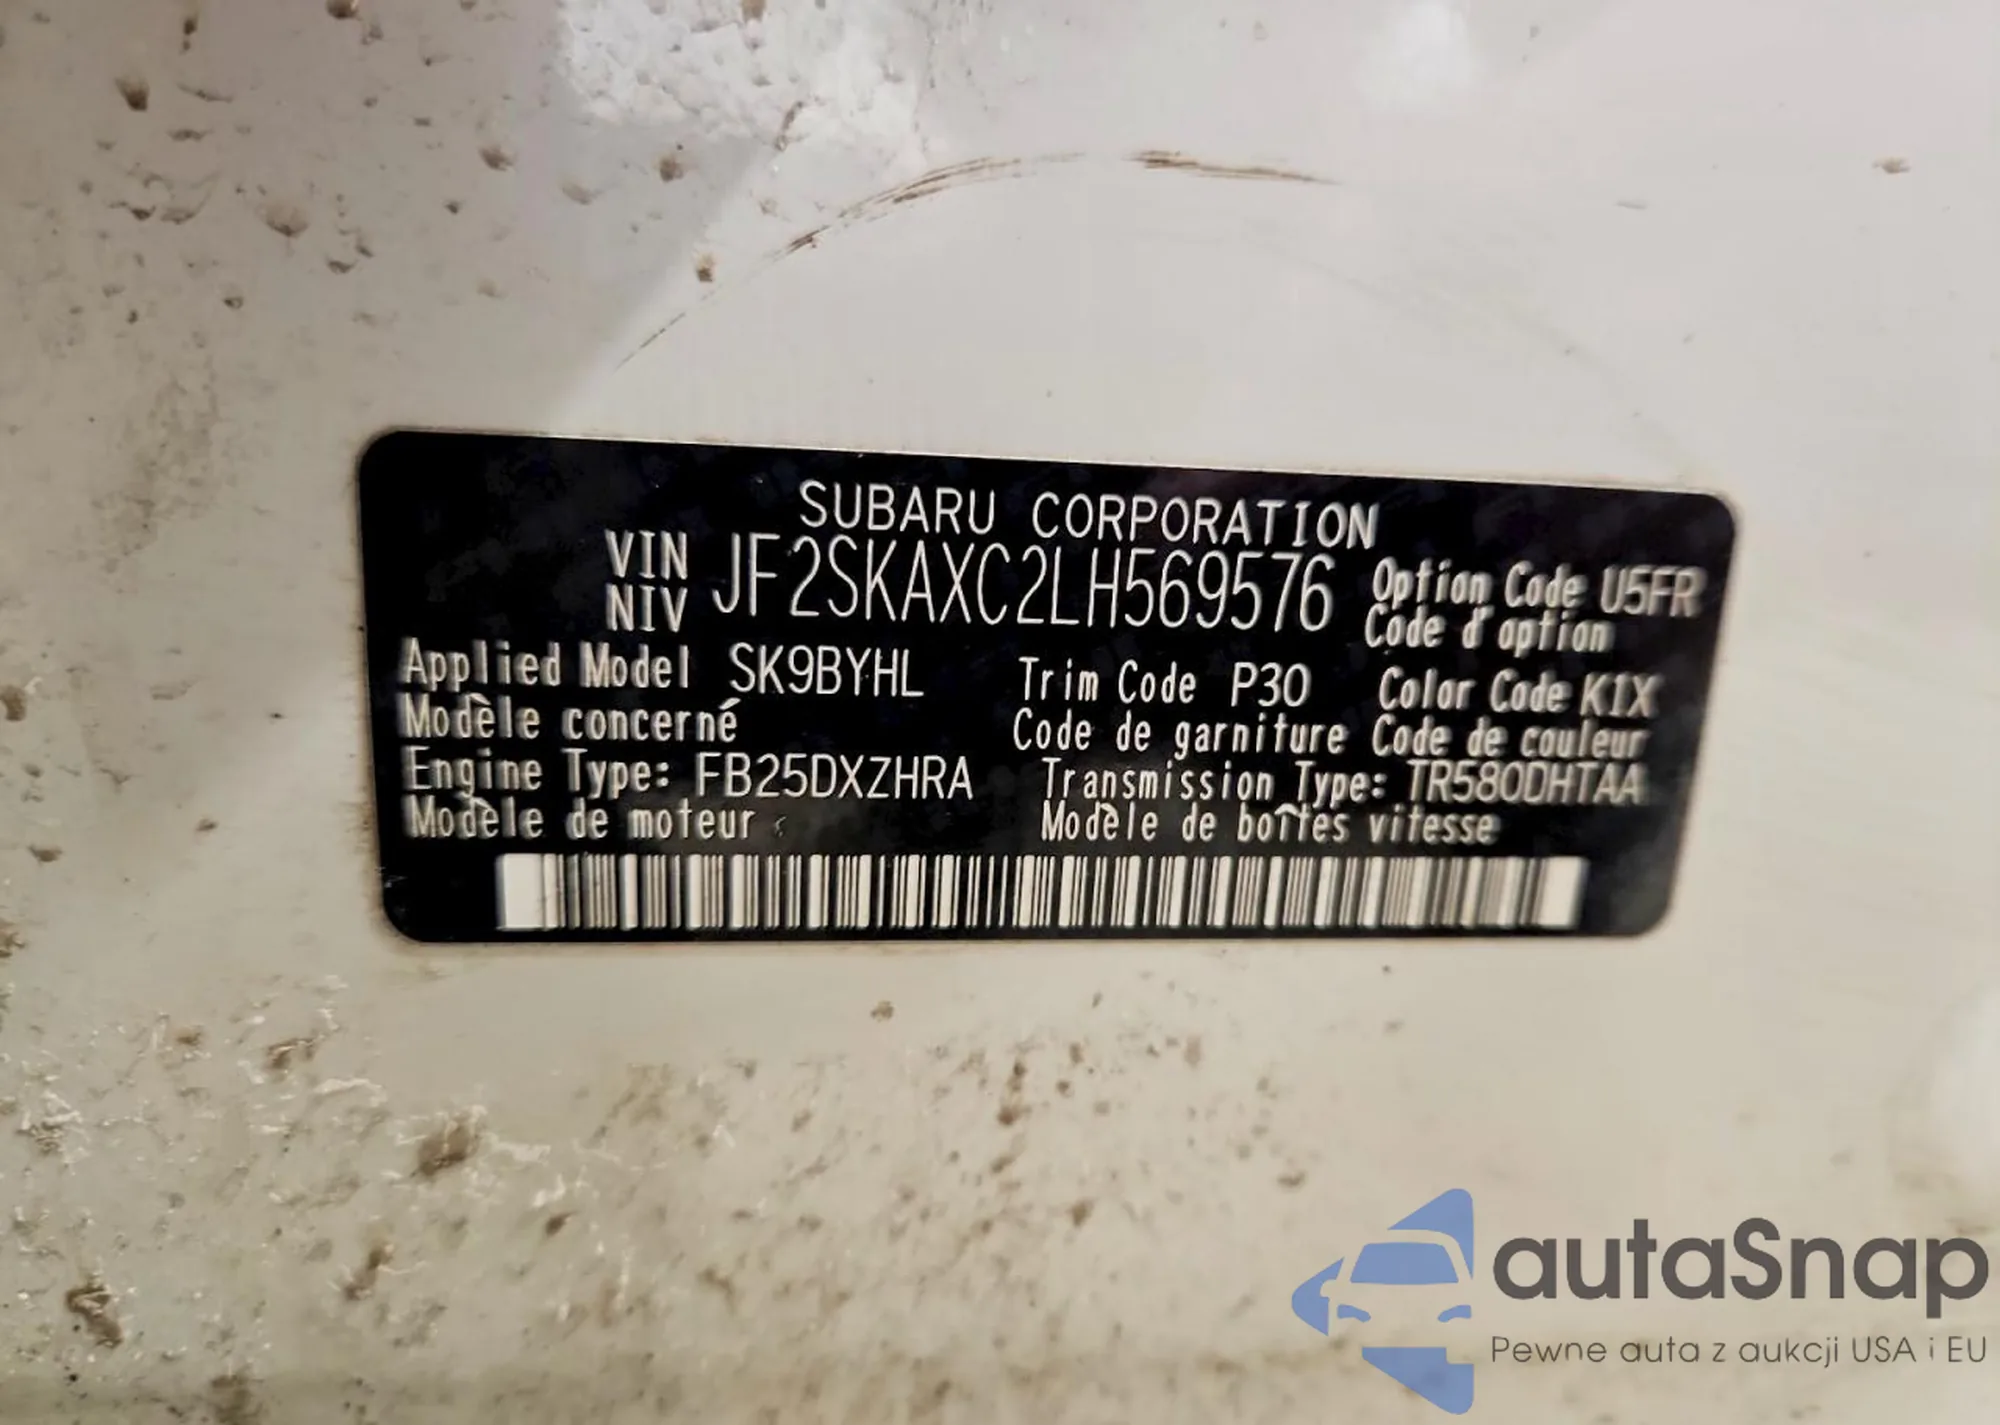 SUBARU CORPORATION
VIN JF2SKAXC2LH569576 Option Code U5FR
NIV Code d'option
Applied Model SK9BYHL Trim Code P30 Color Code K1X
Modèle concerné Code de garniture Code de couleur
Engine Type: FB25DXZHRA Transmission Type: TR580DHTAA
Modèle de moteur Modèle de boîtes vitesse
autaSnap
Pewne auta z aukcji USA i EU